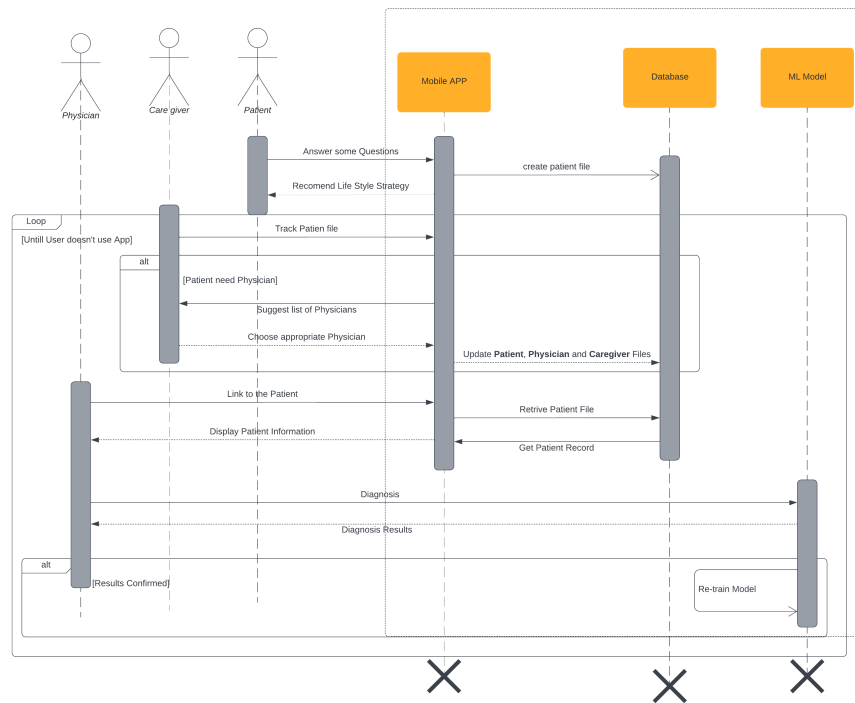 Mobile APP
Database
ML Model
Physician
Care giver
Patient
Answer some Questions
create patient file
Recomend Life Style Strategy
Loop
[Untill User doesn't use App]
Track Patien file
alt
[Patient need Physician]
Suggest list of Physicians
Choose appropriate Physician
Update Patient, Physician and Caregiver Files
Link to the Patient
Retrive Patient File
Display Patient Information
Get Patient Record
Diagnosis
Diagnosis Results
alt
[Results Confirmed]
Re-train Model